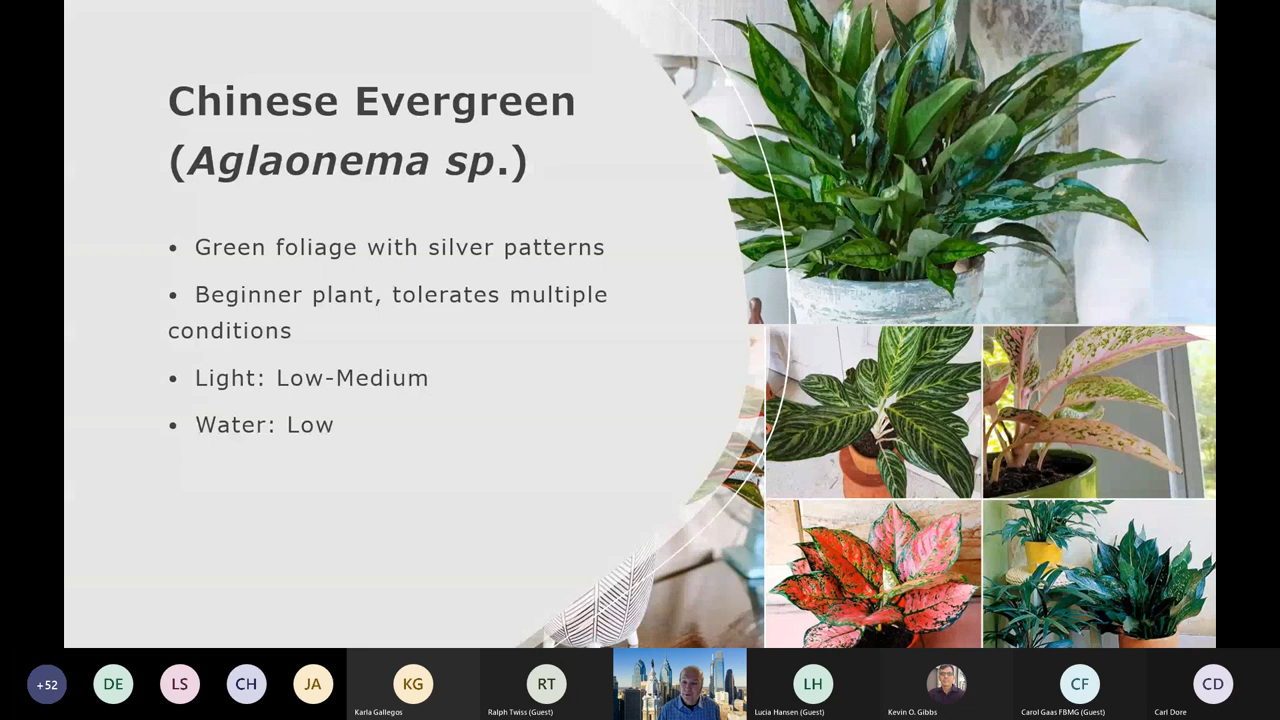 Chinese Evergreen
(Aglaonema sp.)
• Green foliage with silver patterns
• Beginner plant, tolerates multiple
conditions
• Light: Low-Medium
• Water: Low
+52
DE
LS
CH
JA
KG
Karla Gallegos
RT
Ralph Twiss (Guest)
LH
Lucia Hansen (Guest)
Kevin O. Gibbs
CF
Carol Gaas FBMG (Guest)
CD
Carl Dore